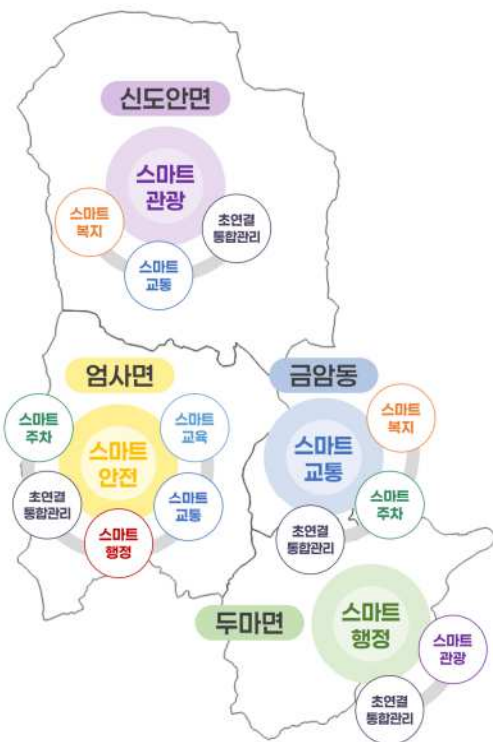 신도안면
스마트
관광
스마트
복지
초연결
통합관리
스마트
교통
엄사면
스마트
안전
스마트
주차
스마트
교육
초연결
통합관리
스마트
교통
스마트
행정
금암동
스마트
교통
스마트
복지
스마트
주차
초연결
통합관리
두마면
스마트
행정
스마트
관광
초연결
통합관리